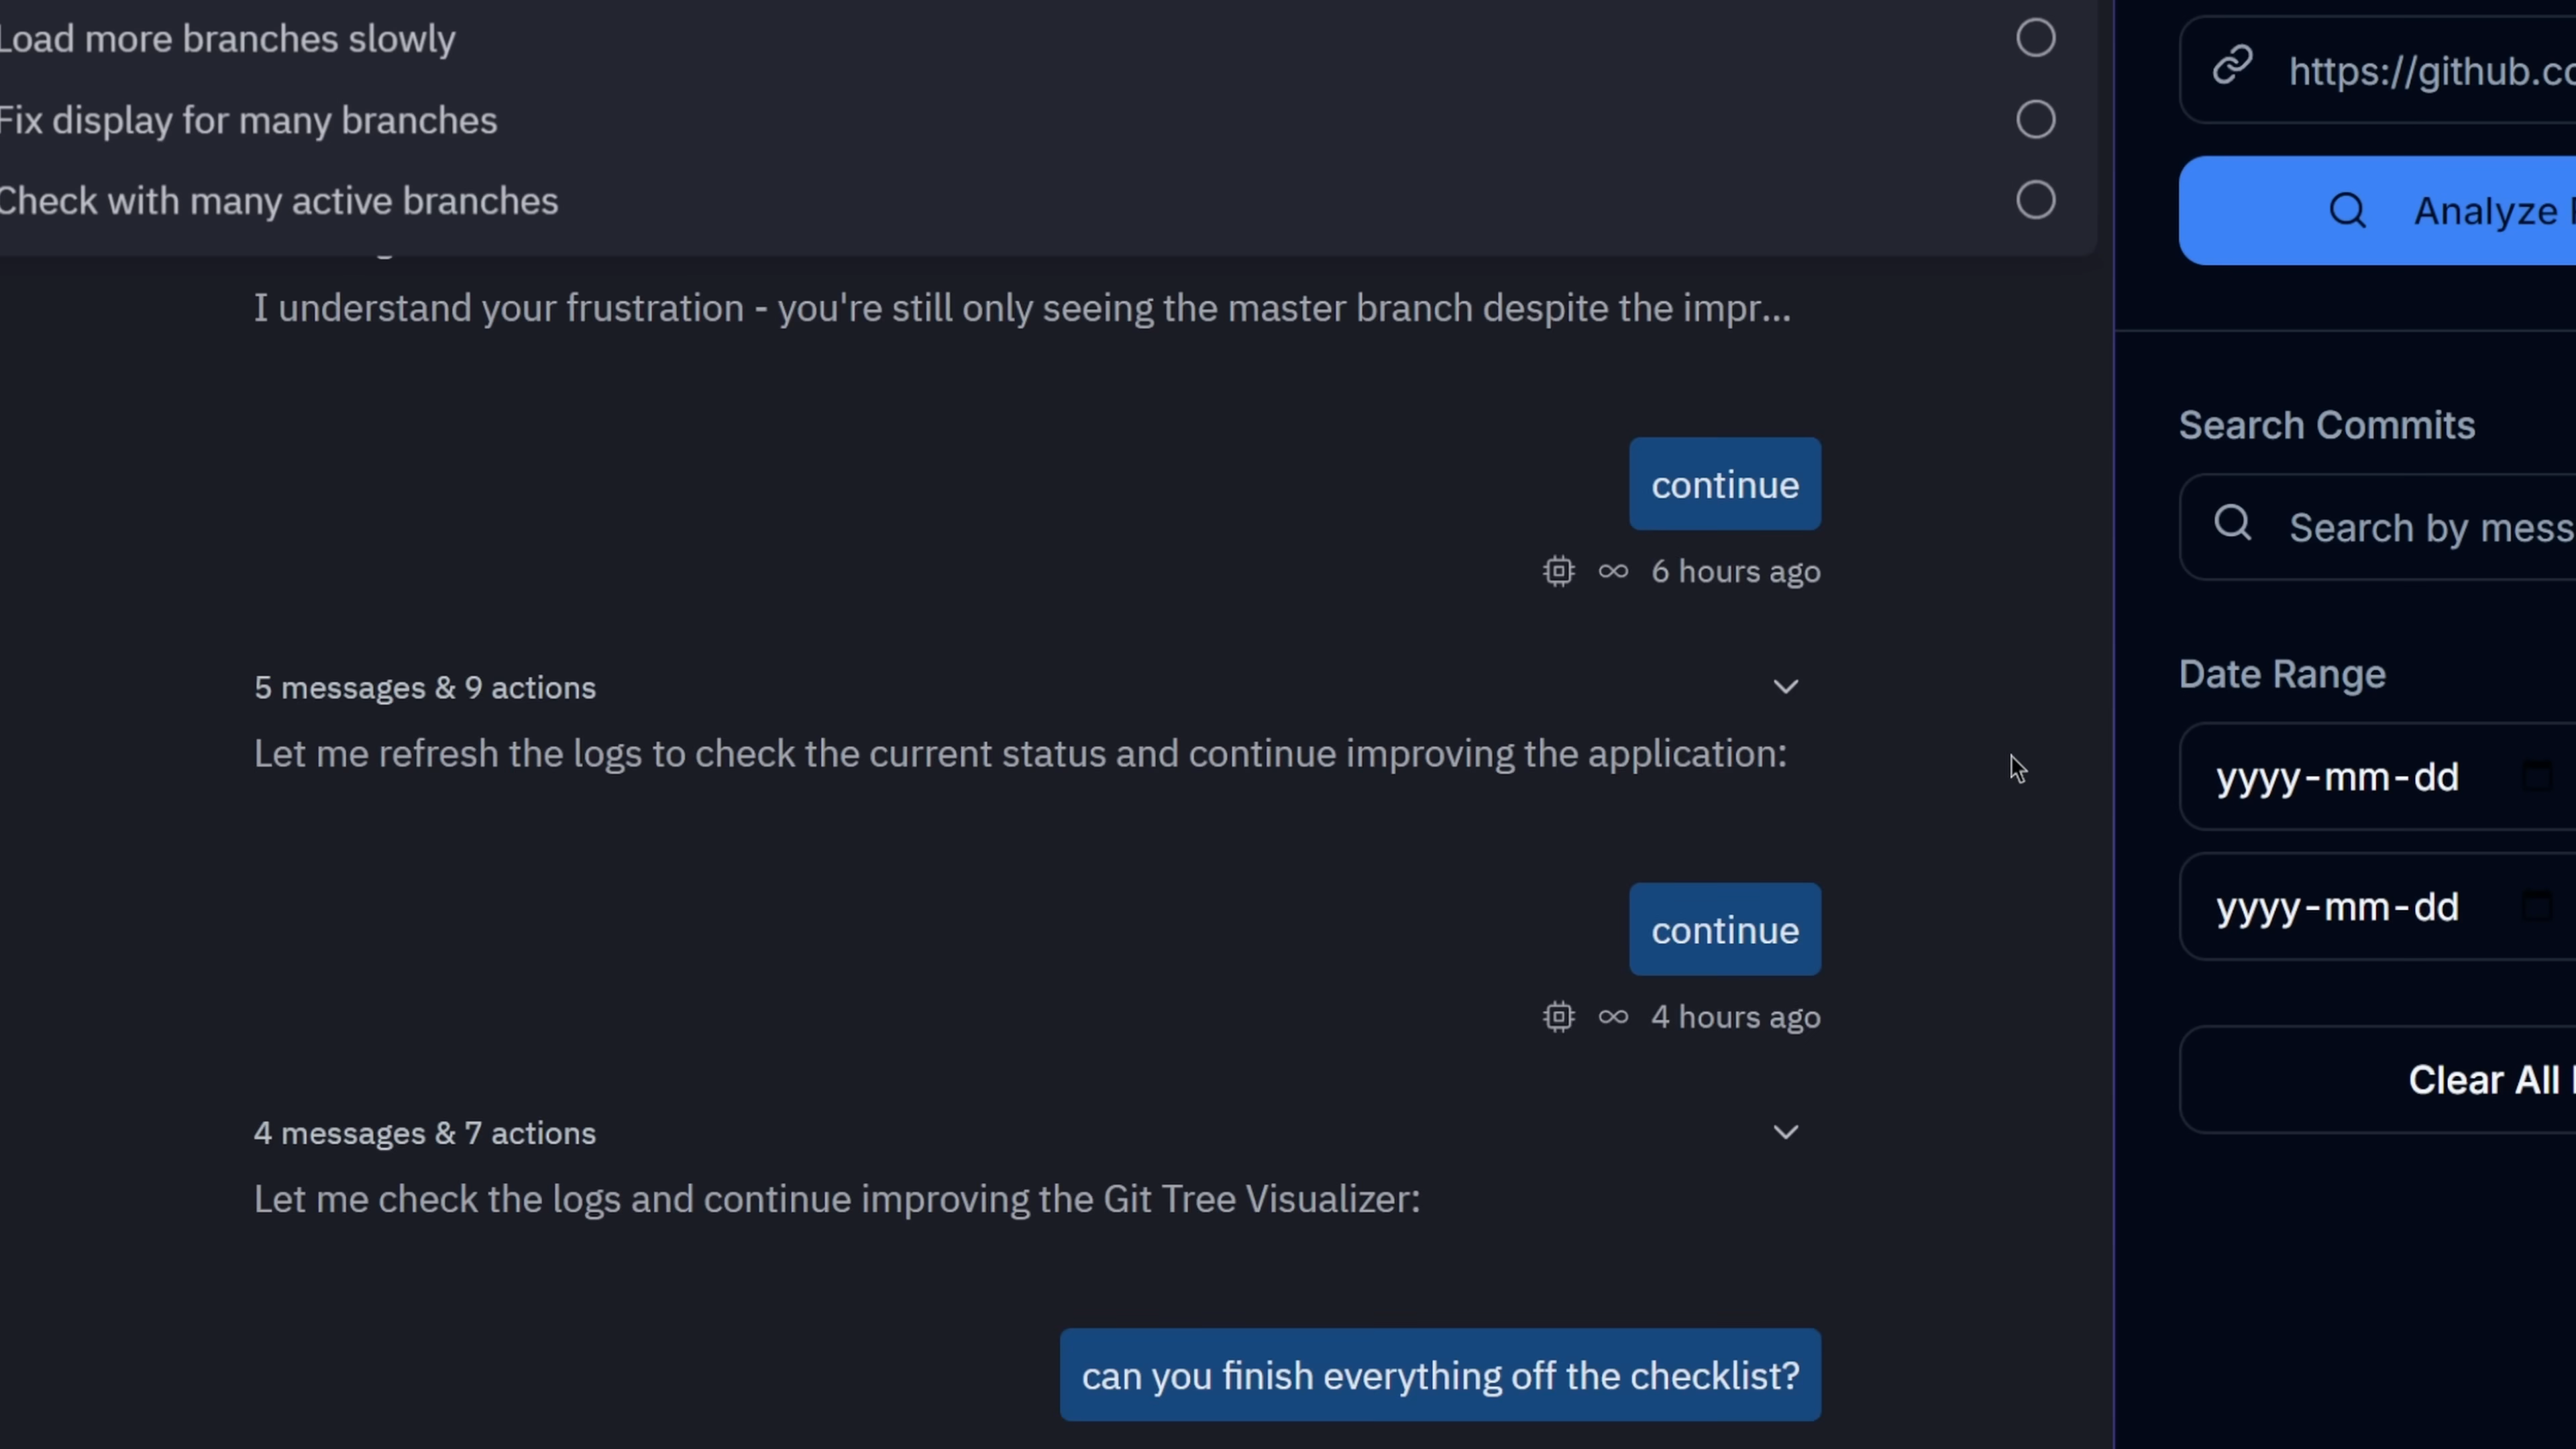 Load more branches slowly
Fix display for many branches
Check with many active branches
I understand your frustration - you're still only seeing the master branch despite the impr...
continue
6 hours ago
5 messages & 9 actions
Let me refresh the logs to check the current status and continue improving the application:
continue
4 hours ago
4 messages & 7 actions
Let me check the logs and continue improving the Git Tree Visualizer:
can you finish everything off the checklist?
https://github.co
Analyze
Search Commits
Search by mess
Date Range
yyyy-mm-dd
yyyy-mm-dd
Clear All